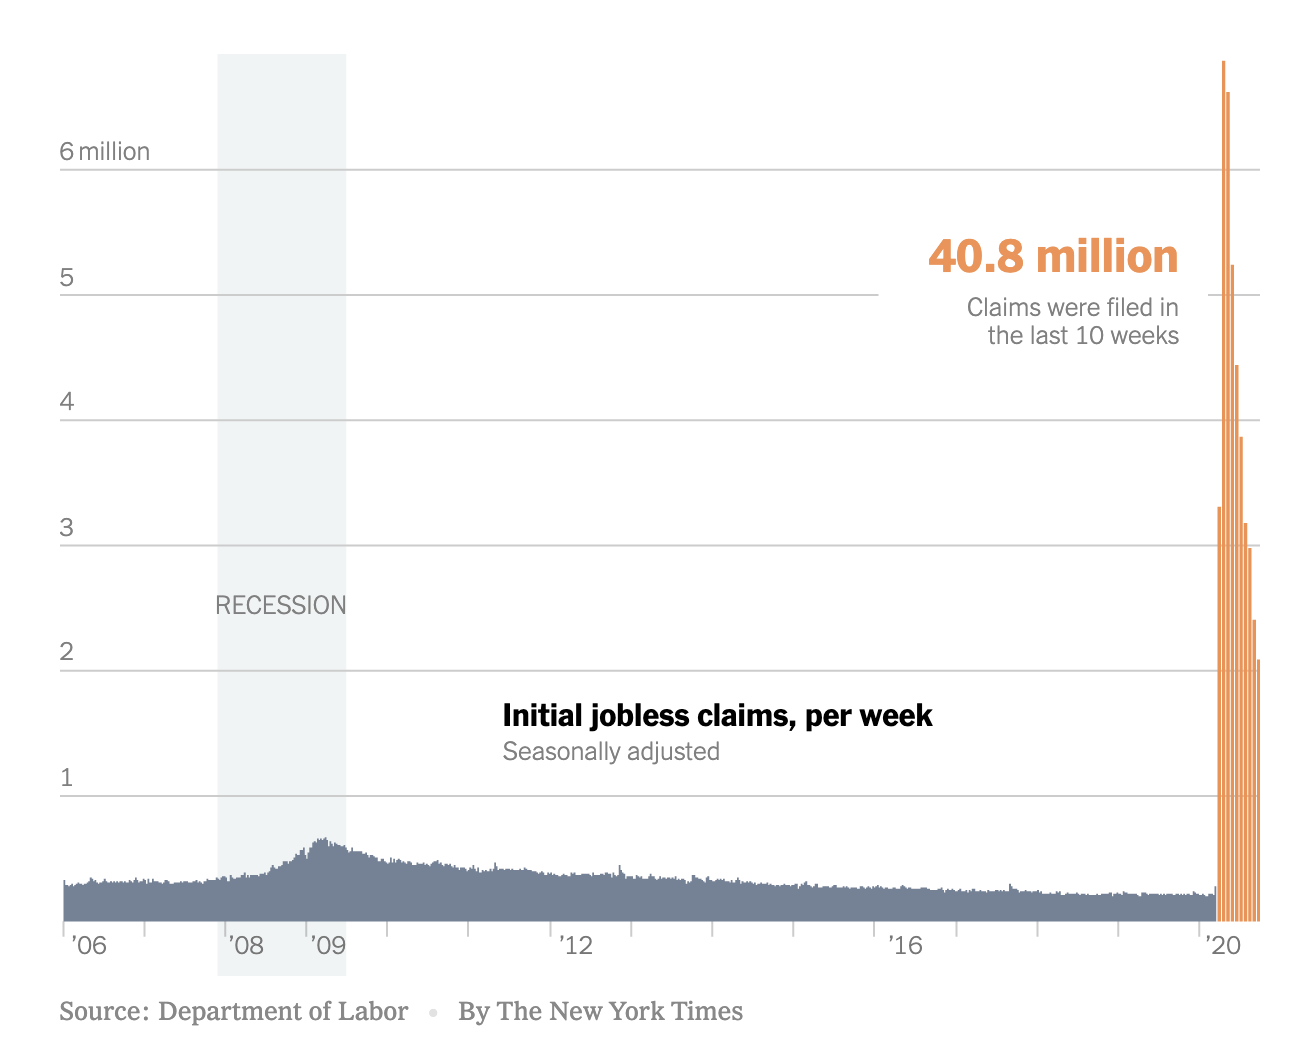 6 million
5
40.8 million
Claims were filed in
the last 10 weeks
4
3
RECESSION
2
Initial jobless claims, per week
Seasonally adjusted
1
’06 ’08 ’09 ’12 ’16 ’20
Source: Department of Labor • By The New York Times